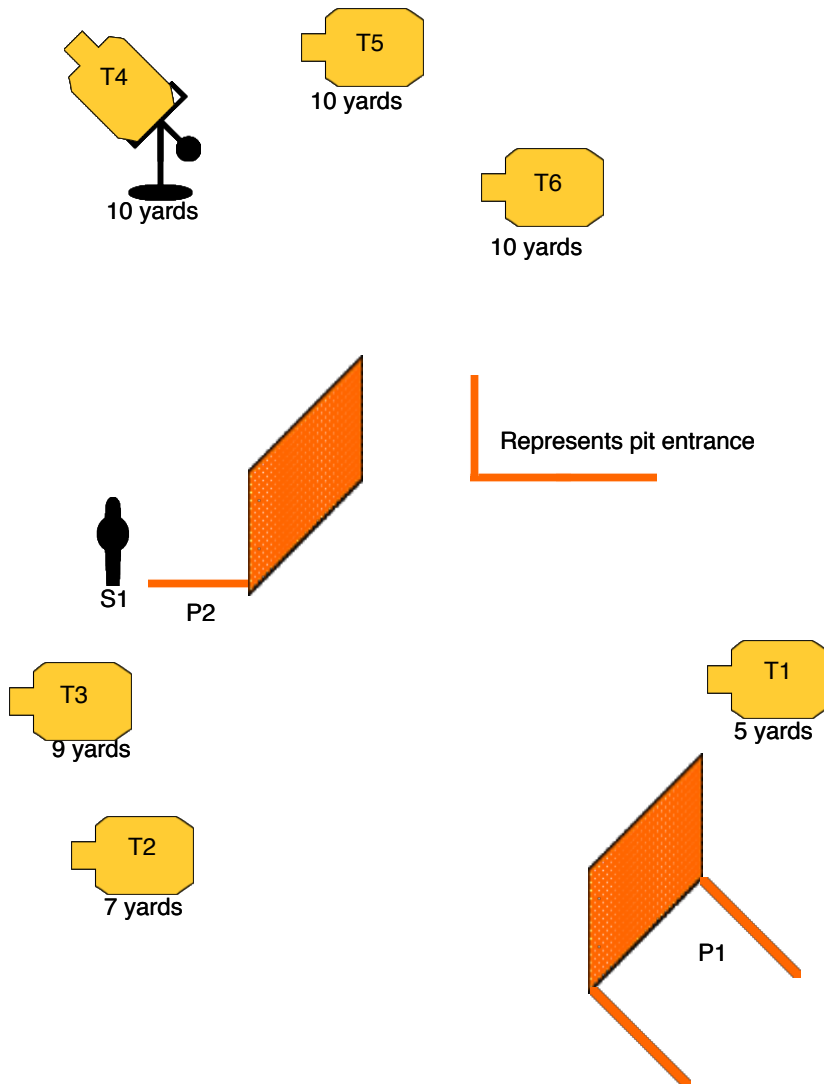 T5
10 yards
T4
10 yards
T6
10 yards
Represents pit entrance
S1
P2
T1
5 yards
T3
9 yards
T2
7 yards
P1